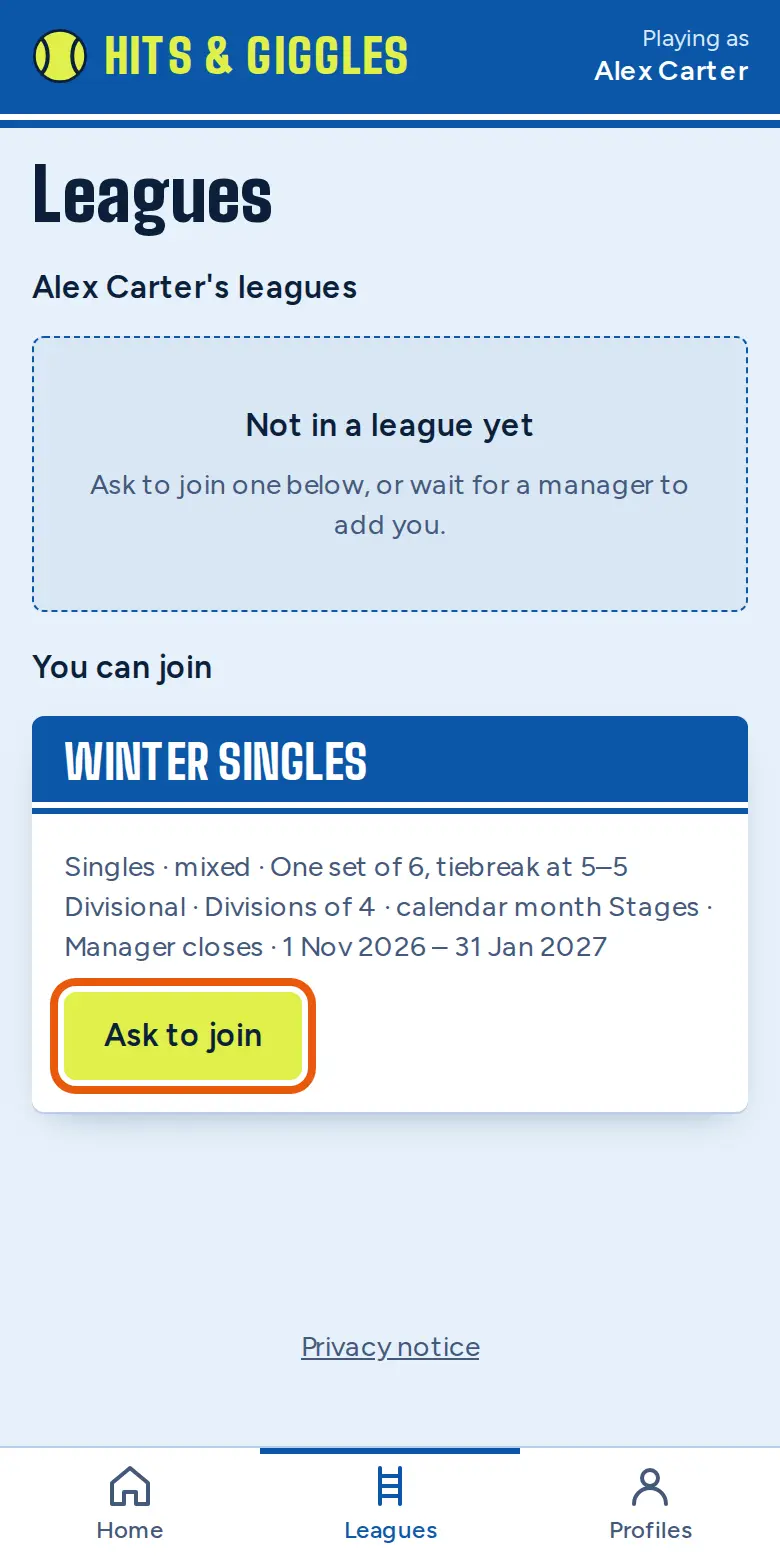 HITS & GIGGLES
Playing as
Alex Carter
Leagues
Alex Carter's leagues
Not in a league yet
Ask to join one below, or wait for a manager to
add you.
You can join
WINTER SINGLES
Singles · mixed · One set of 6, tiebreak at 5–5
Divisional · Divisions of 4 · calendar month Stages ·
Manager closes · 1 Nov 2026 – 31 Jan 2027
Ask to join
Privacy notice
Home
Leagues
Profiles